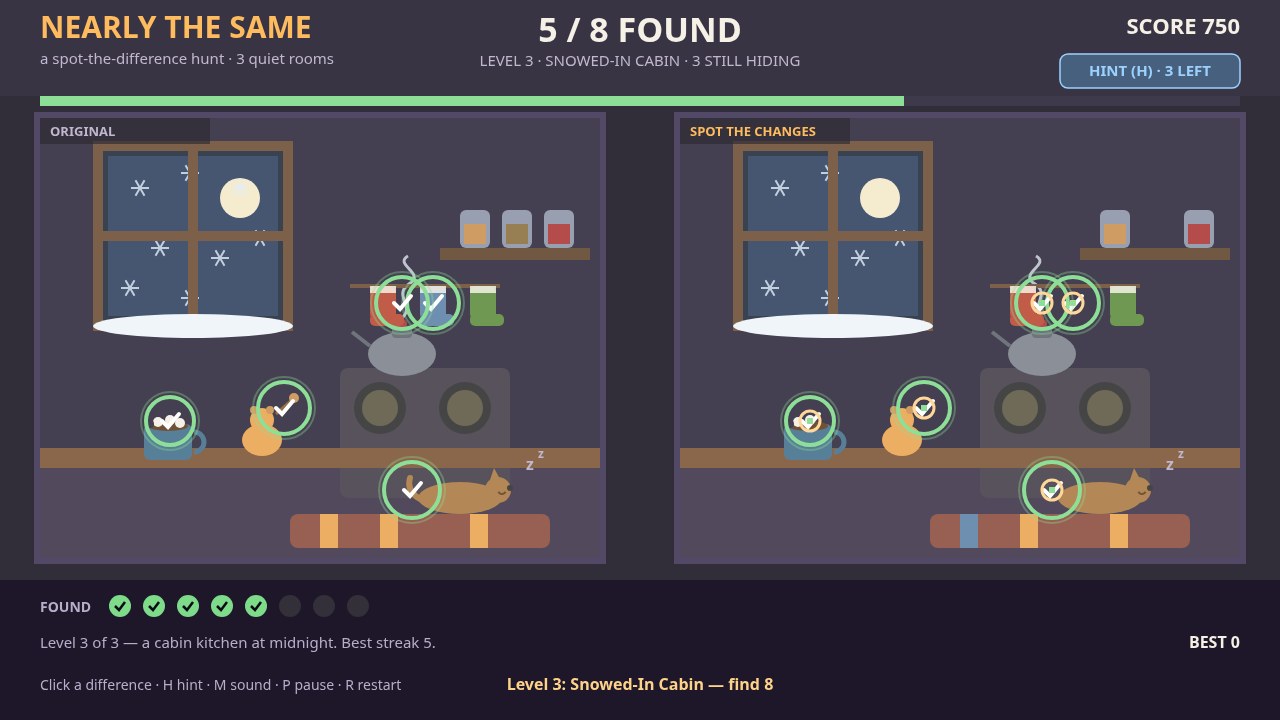 NEARLY THE SAME
a spot-the-difference hunt · 3 quiet rooms
5 / 8 FOUND
LEVEL 3 · SNOWED-IN CABIN · 3 STILL HIDING
SCORE 750
HINT (H) · 3 LEFT
ORIGINAL
SPOT THE CHANGES
z
z
z
z
FOUND
Level 3 of 3 — a cabin kitchen at midnight. Best streak 5.
BEST 0
Click a difference · H hint · M sound · P pause · R restart
Level 3: Snowed-In Cabin — find 8